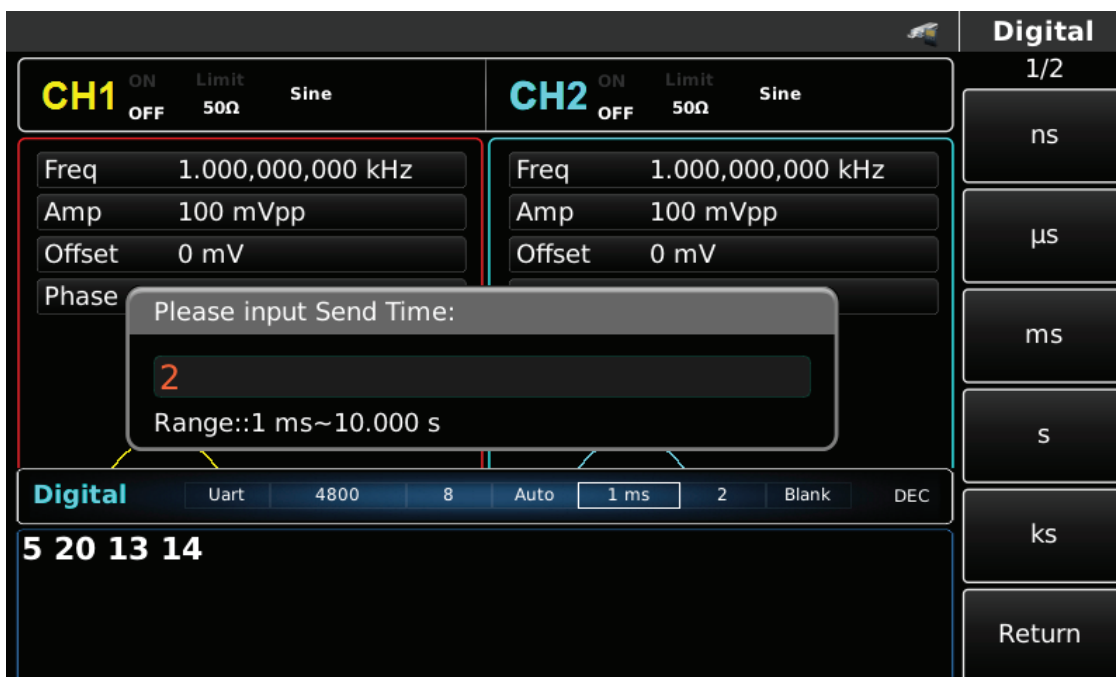 Digital
1/2
CH1 ON OFF Limit 50Ω Sine
CH2 ON OFF Limit 50Ω Sine
Freq 1.000,000,000 kHz
Amp 100 mVpp
Offset 0 mV
Phase
Freq 1.000,000,000 kHz
Amp 100 mVpp
Offset 0 mV
Please input Send Time:
2
Range::1 ms~10.000 s
Digital Uart 4800 8 Auto 1 ms 2 Blank DEC
5 20 13 14
ns
µs
ms
s
ks
Return